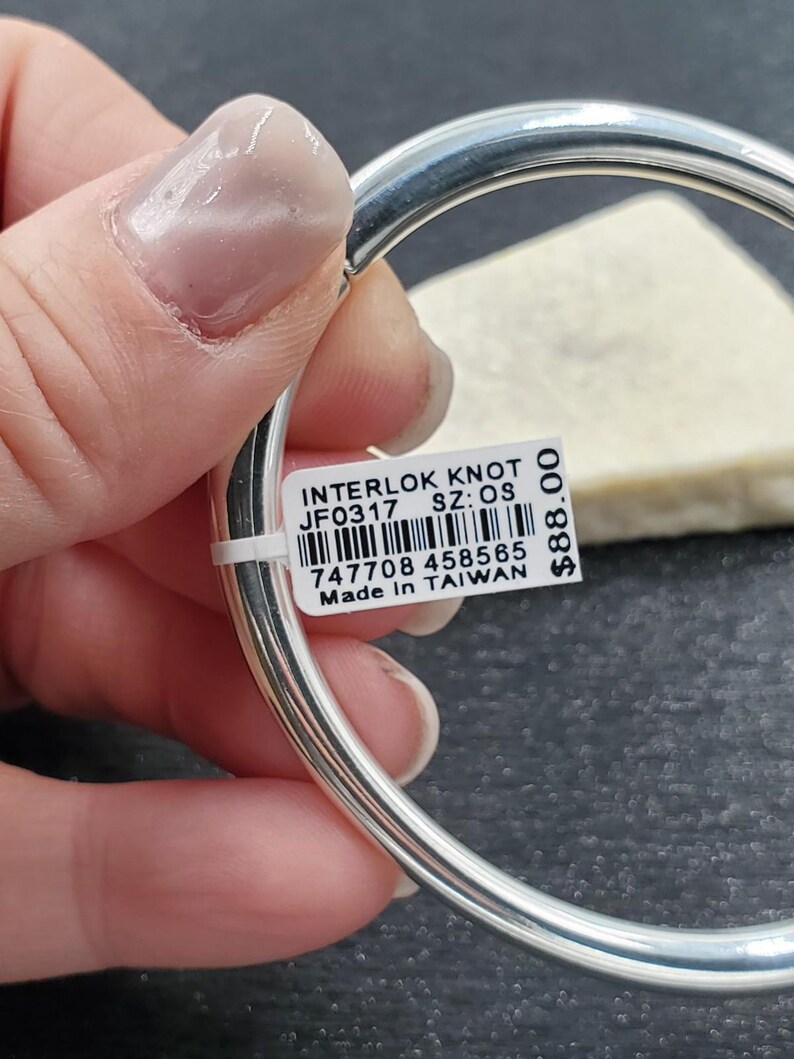 INTERLOK KNOT
JF0317 SZ: OS
747708 458565
Made In TAIWAN
$88.00